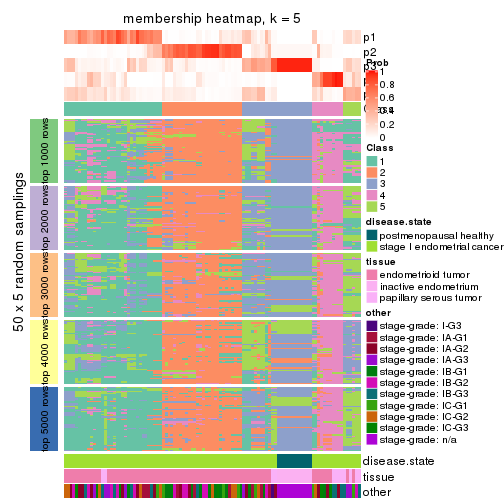 membership heatmap, k = 5
p1
p2
p3
Prob
1
0.8
0.6
0.4
0.2
0
Class
1
2
3
4
5
disease.state
postmenopausal healthy
stage I endometrial cancer
tissue
endometrioid tumor
inactive endometrium
papillary serous tumor
other
stage-grade: I-G3
stage-grade: IA-G1
stage-grade: IA-G2
stage-grade: IA-G3
stage-grade: IB-G1
stage-grade: IB-G2
stage-grade: IB-G3
stage-grade: IC-G1
stage-grade: IC-G2
stage-grade: IC-G3
stage-grade: n/a
50 x 5 random samplings
top 1000 rows
top 2000 rows
top 3000 rows
top 4000 rows
top 5000 rows
disease.state
tissue
other